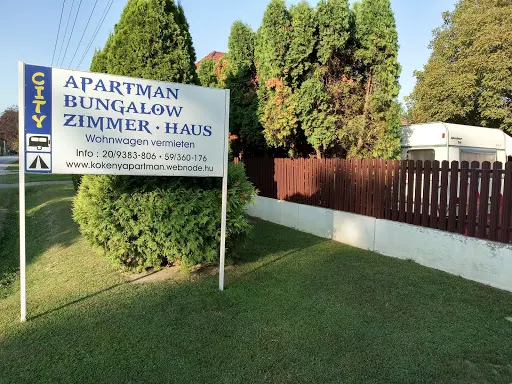 CITY
APARTMAN
BUNGALOW
ZIMMER • HAUS
Wohnwagen vermieten
Info : 20/9383-806 • 59/360-176
www.kokenyapartman.webnode.hu